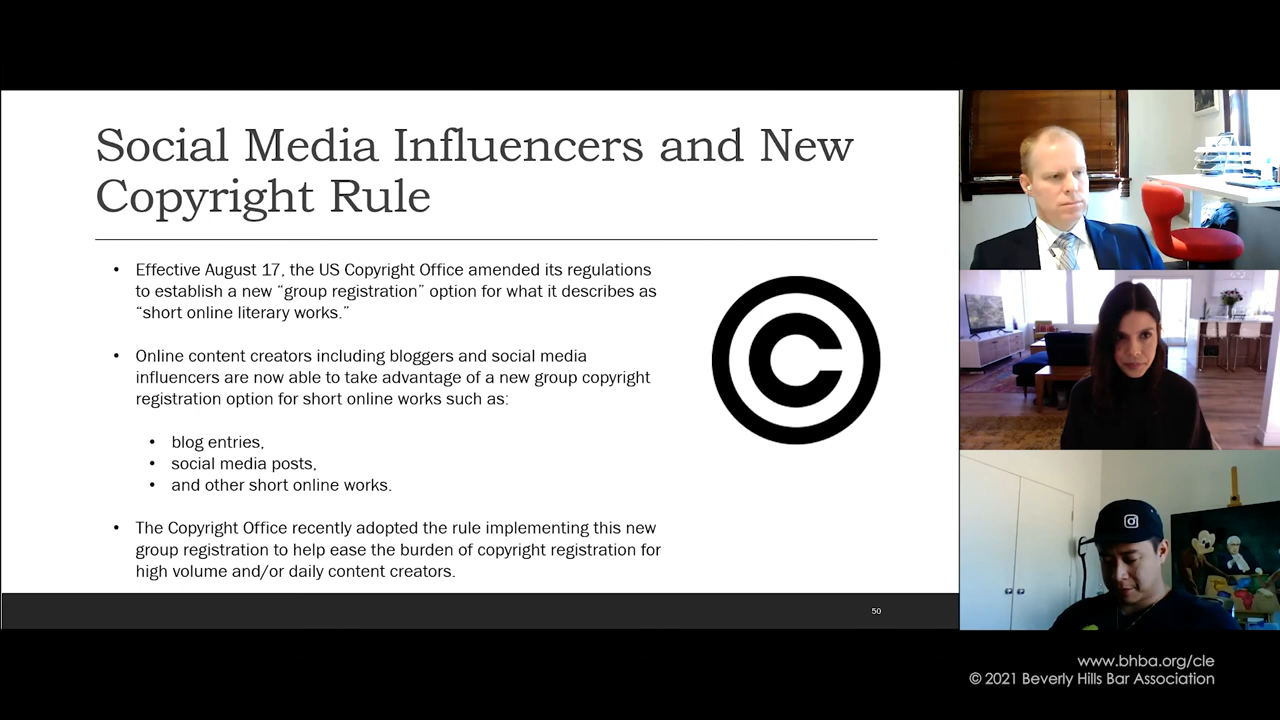 Social Media Influencers and New
Copyright Rule
• Effective August 17, the US Copyright Office amended its regulations
to establish a new “group registration” option for what it describes as
“short online literary works.”
• Online content creators including bloggers and social media
influencers are now able to take advantage of a new group copyright
registration option for short online works such as:
• blog entries,
• social media posts,
• and other short online works.
• The Copyright Office recently adopted the rule implementing this new
group registration to help ease the burden of copyright registration for
high volume and/or daily content creators.
50
www.bhba.org/cle
© 2021 Beverly Hills Bar Association